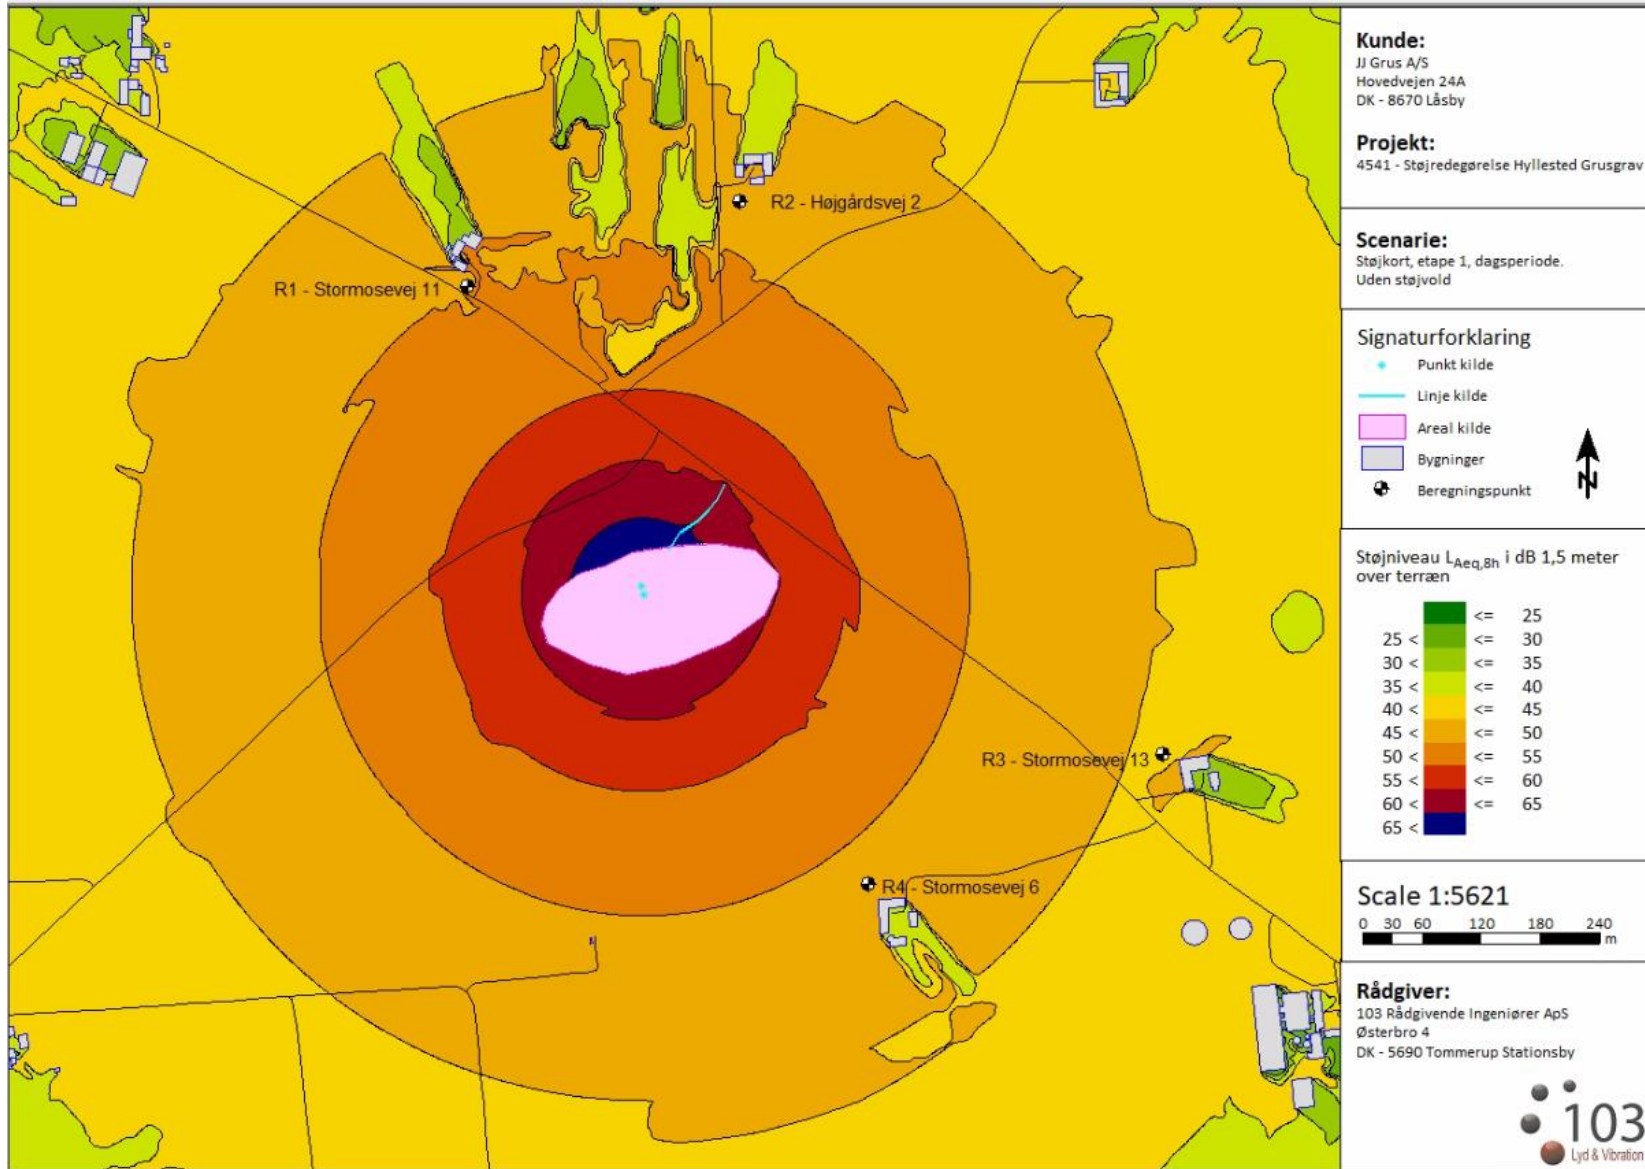 R1 - Stormosevej 11
R2 - Højgårdsvej 2
R3 - Stormosevej 13
R4 - Stormosevej 6
Kunde:
JJ Grus A/S
Hovedvejen 24A
DK - 8670 Låsby
Projekt:
4541 - Støjredegørelse Hyllested Grusgrav
Scenarie:
Støjkort, etape 1, dagsperiode.
Uden støjvold
Signaturforklaring
Punkt kilde
Linje kilde
Areal kilde
Bygninger
Beregningspunkt
N
Støjniveau LAeq,8h i dB 1,5 meter
over terræn
<= 25
25 < <= 30
30 < <= 35
35 < <= 40
40 < <= 45
45 < <= 50
50 < <= 55
55 < <= 60
60 < <= 65
65 <
Scale 1:5621
0 30 60 120 180 240
m
Rådgiver:
103 Rådgivende Ingeniører ApS
Østerbro 4
DK - 5690 Tommerup Stationsby
103
Lyd & Vibration